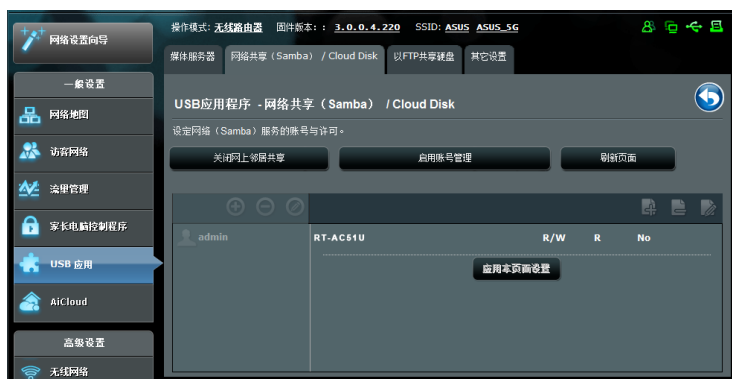 网络设置向导
操作模式: 无线路由器 固件版本: : 3.0.0.4.220 SSID: ASUS ASUS_5G
媒体服务器 网络共享（Samba） / Cloud Disk 以FTP共享硬盘 其它设置
一般设置
网络地图
访客网络
流量管理
家长电脑控制程序
USB 应用
AiCloud
高级设置
无线网络
USB应用程序 - 网络共享（Samba） / Cloud Disk
设定网络（Samba）服务的账号与许可。
关闭网上邻居共享 启用账号管理 刷新页面
admin
RT-AC51U R/W R No
应用本页面设置